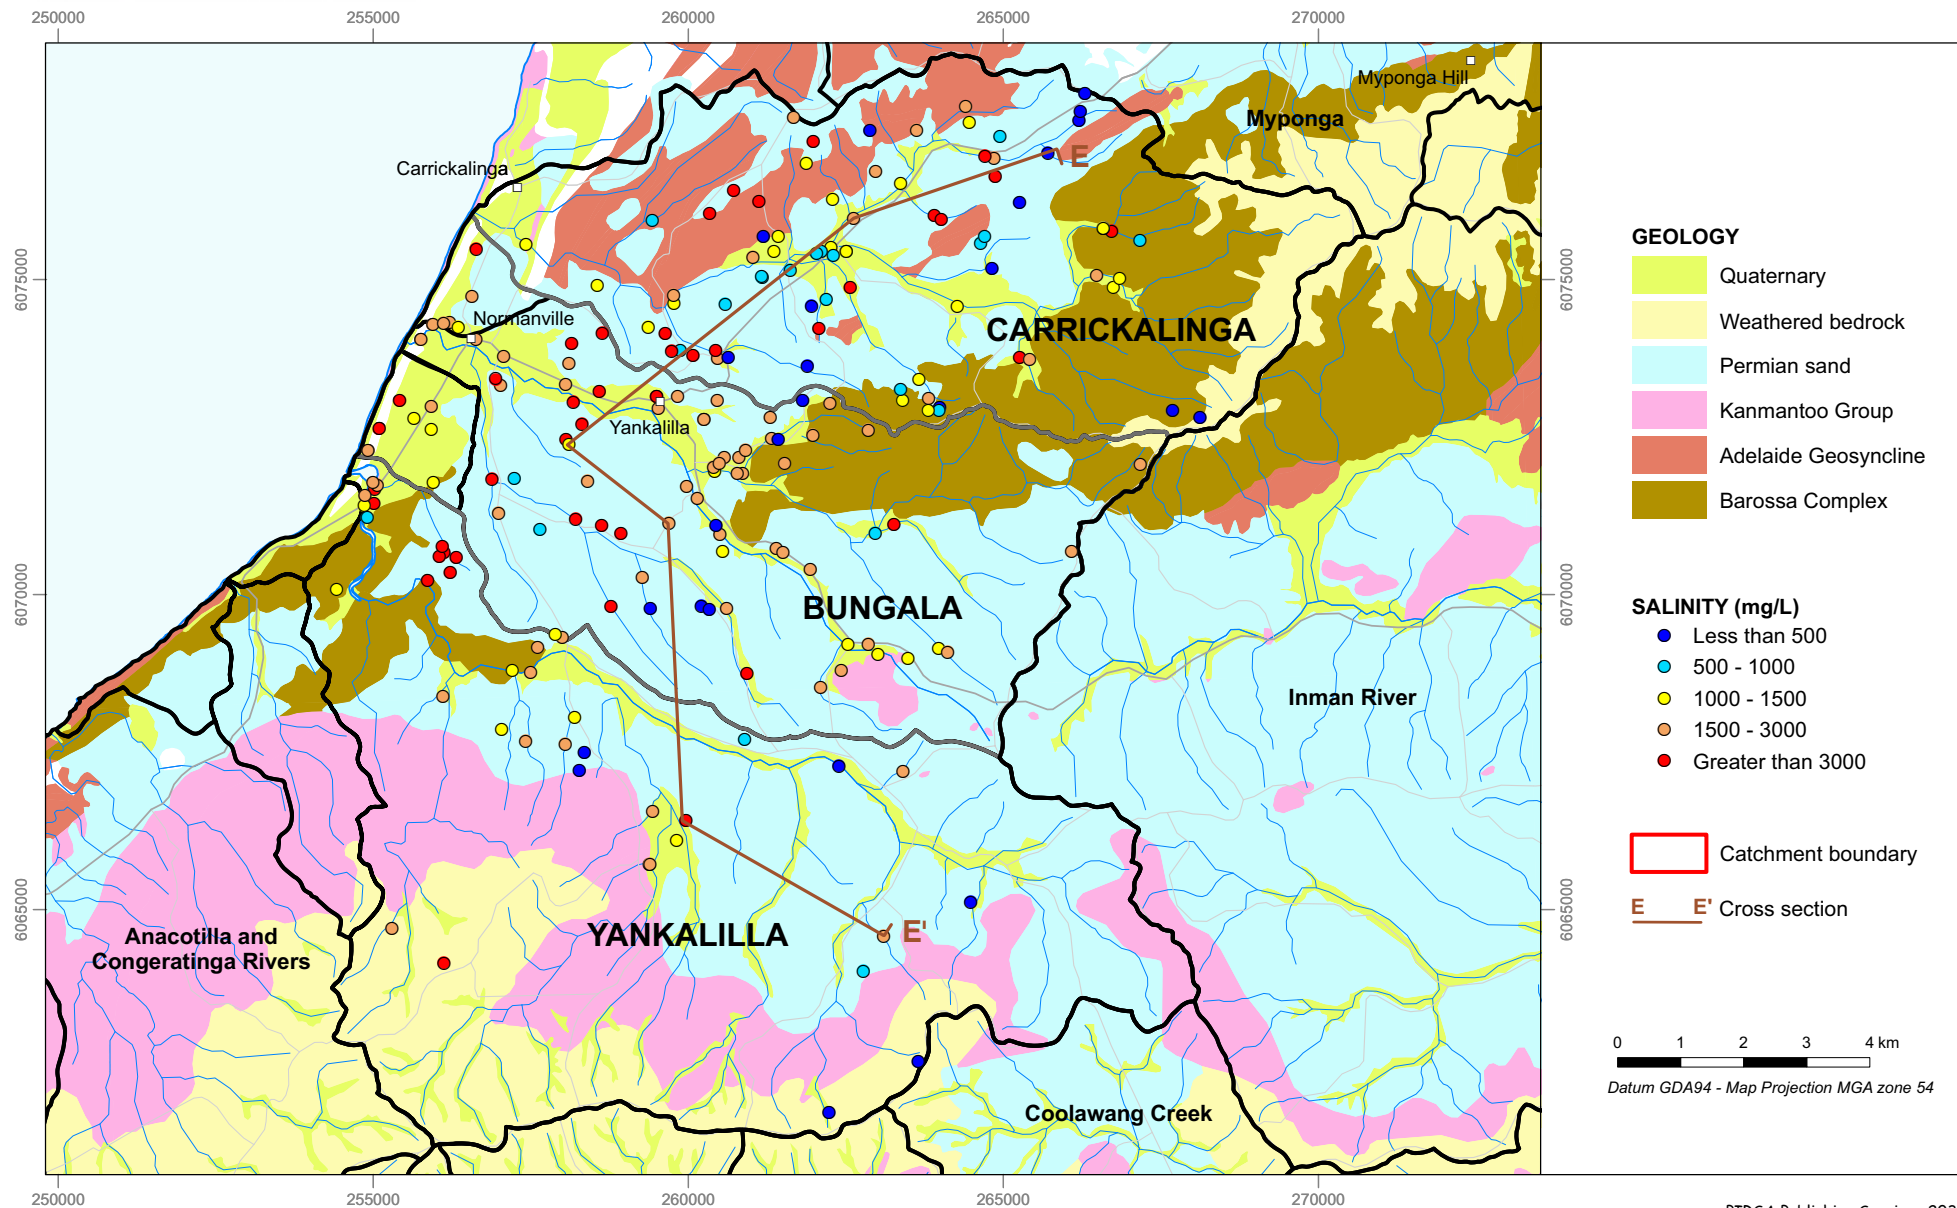 250000
255000
260000
265000
270000
Myponga Hill
Myponga
Carrickalinga
E
6075000
6075000
Normanville
CARRICKALINGA
Yankalilla
6070000
6070000
BUNGALA
Inman River
6065000
6065000
YANKALILLA
E'
Anacotilla and
Congeratinga Rivers
Coolawang Creek
250000
255000
260000
265000
270000
GEOLOGY
Quaternary
Weathered bedrock
Permian sand
Kanmantoo Group
Adelaide Geosyncline
Barossa Complex
SALINITY (mg/L)
Less than 500
500 - 1000
1000 - 1500
1500 - 3000
Greater than 3000
Catchment boundary
E E' Cross section
0 1 2 3 4 km
Datum GDA94 - Map Projection MGA zone 54